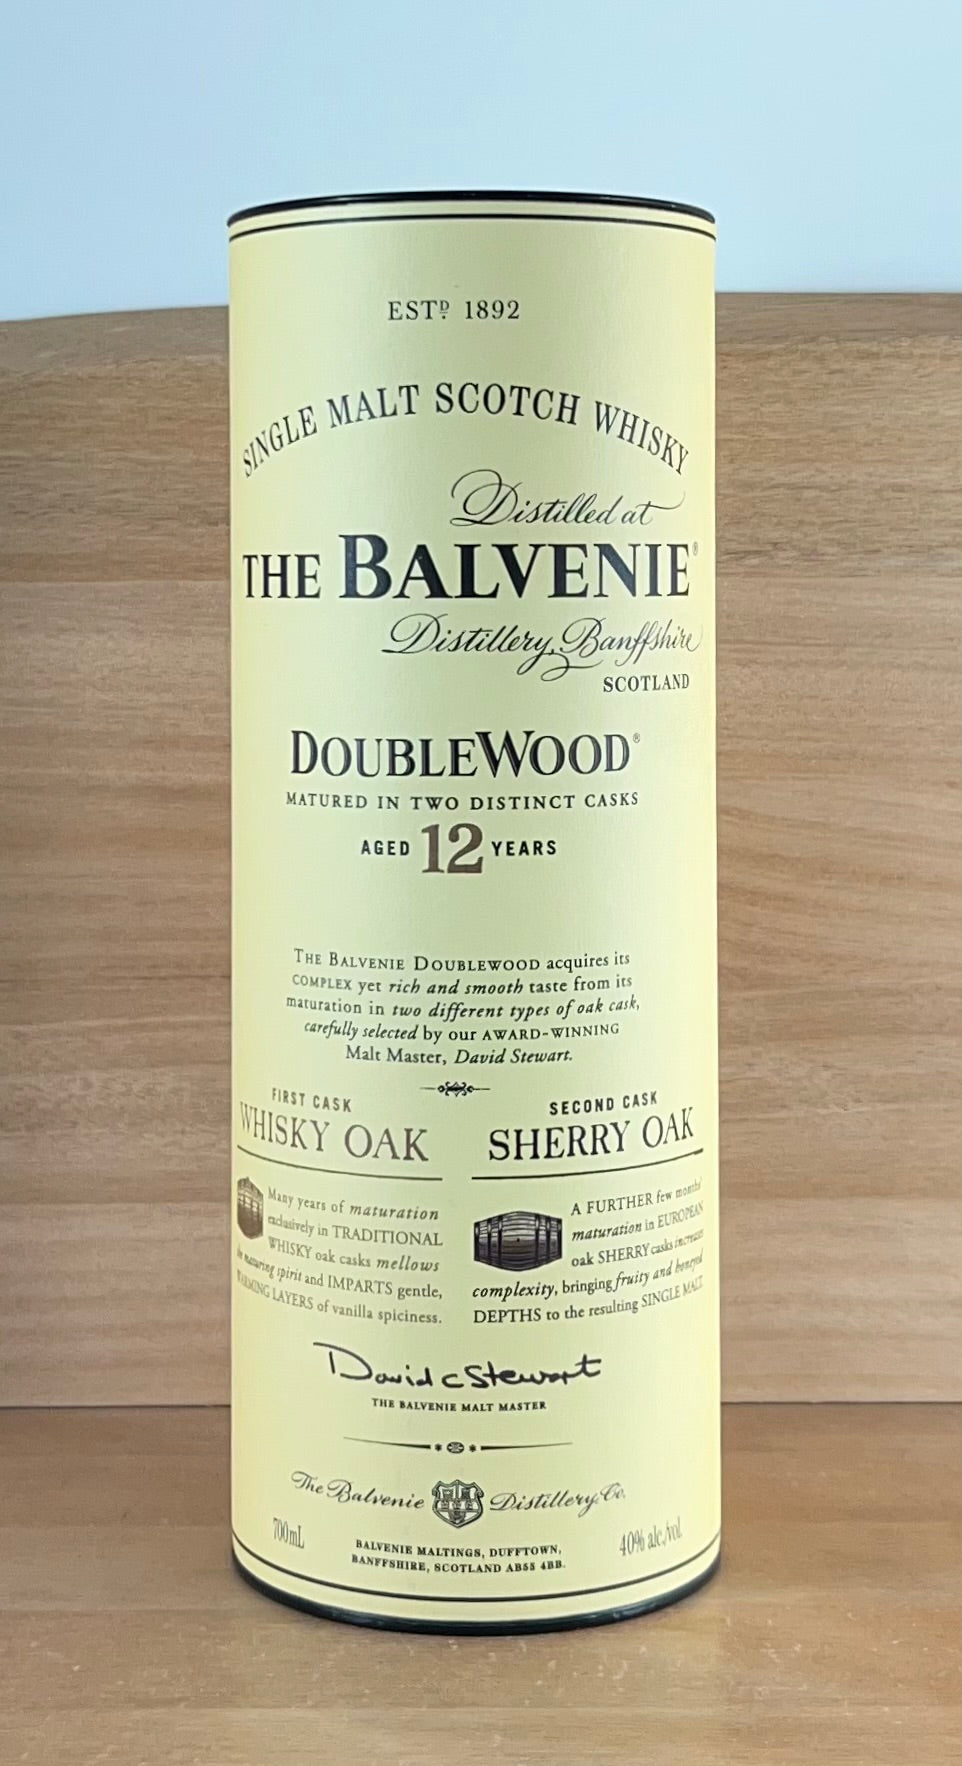 ESTᴰ 1892
SINGLE MALT SCOTCH WHISKY
Distilled at
THE BALVENIE®
Distillery, Banffshire
SCOTLAND
DOUBLEWOOD®
MATURED IN TWO DISTINCT CASKS
AGED 12 YEARS
THE BALVENIE DOUBLEWOOD acquires its
COMPLEX yet rich and smooth taste from its
maturation in two different types of oak cask,
carefully selected by our AWARD-WINNING
Malt Master, David Stewart.
FIRST CASK
WHISKY OAK
Many years of maturation
exclusively in TRADITIONAL
WHISKY oak casks mellows
the maturing spirit and IMPARTS gentle,
WARMING LAYERS of vanilla spiciness.
SECOND CASK
SHERRY OAK
A FURTHER few months'
maturation in EUROPEAN
oak SHERRY casks increases
complexity, bringing fruity and honeyed
DEPTHS to the resulting SINGLE MALT.
David C Stewart
THE BALVENIE MALT MASTER
The Balvenie Distillery Co.
700mL
BALVENIE MALTINGS, DUFFTOWN,
BANFFSHIRE, SCOTLAND AB55 4BB.
40% alc./vol.